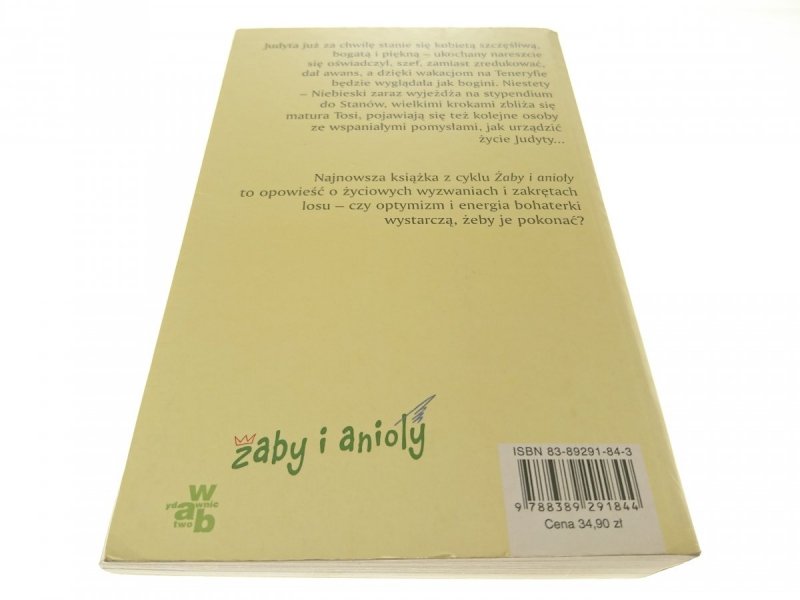 Judyta już za chwilę stanie się kobietą szczęśliwą,
bogatą i piękną – ukochany nareszcie
się oświadczył, szef, zamiast zredukować,
dał awans, a dzięki wakacjom na Teneryfie
będzie wyglądała jak bogini. Niestety
– Niebieski zaraz wyjeżdża na stypendium
do Stanów, wielkimi krokami zbliża się
matura Tosi, pojawiają się też kolejne osoby
ze wspaniałymi pomysłami, jak urządzić
życie Judyty...
Najnowsza książka z cyklu Żaby i anioły
to opowieść o życiowych wyzwaniach i zakrętach
losu – czy optymizm i energia bohaterki
wystarczą, żeby je pokonać?
żaby i anioły
w
yd a wnic
two b
ISBN 83-89291-84-3
9 788389 291844
Cena 34,90 zł